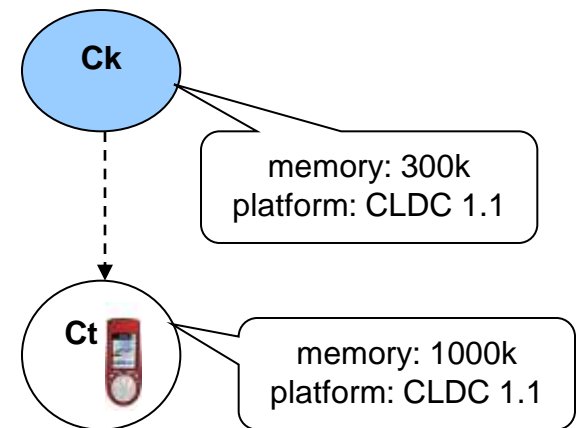 Ck
memory: 300k
platform: CLDC 1.1
Ct
memory: 1000k
platform: CLDC 1.1